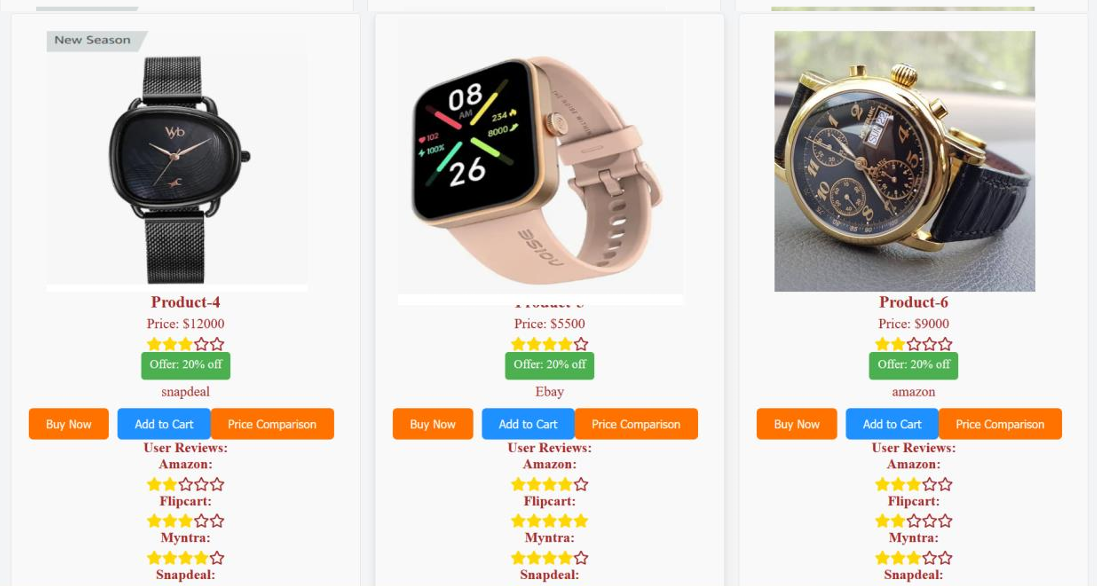 New Season
Product-4
Price: $12000
Offer: 20% off
snapdeal
Buy Now
Add to Cart
Price Comparison
User Reviews:
Amazon:
Flipcart:
Myntra:
Snapdeal:
08
AM
234
8000
102
100%
26
THE NOISE WITHIN
noise
Price: $5500
Offer: 20% off
Ebay
Buy Now
Add to Cart
Price Comparison
User Reviews:
Amazon:
Flipcart:
Myntra:
Snapdeal:
Product-6
Price: $9000
Offer: 20% off
amazon
Buy Now
Add to Cart
Price Comparison
User Reviews:
Amazon:
Flipcart:
Myntra: